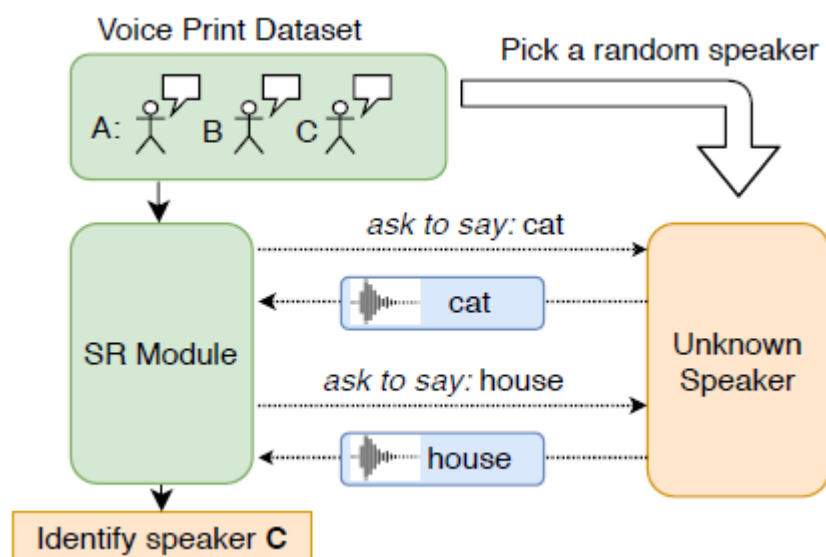 Voice Print Dataset
Pick a random speaker
A:
B
C
ask to say: cat
cat
SR Module
Unknown
Speaker
ask to say: house
house
Identify speaker C